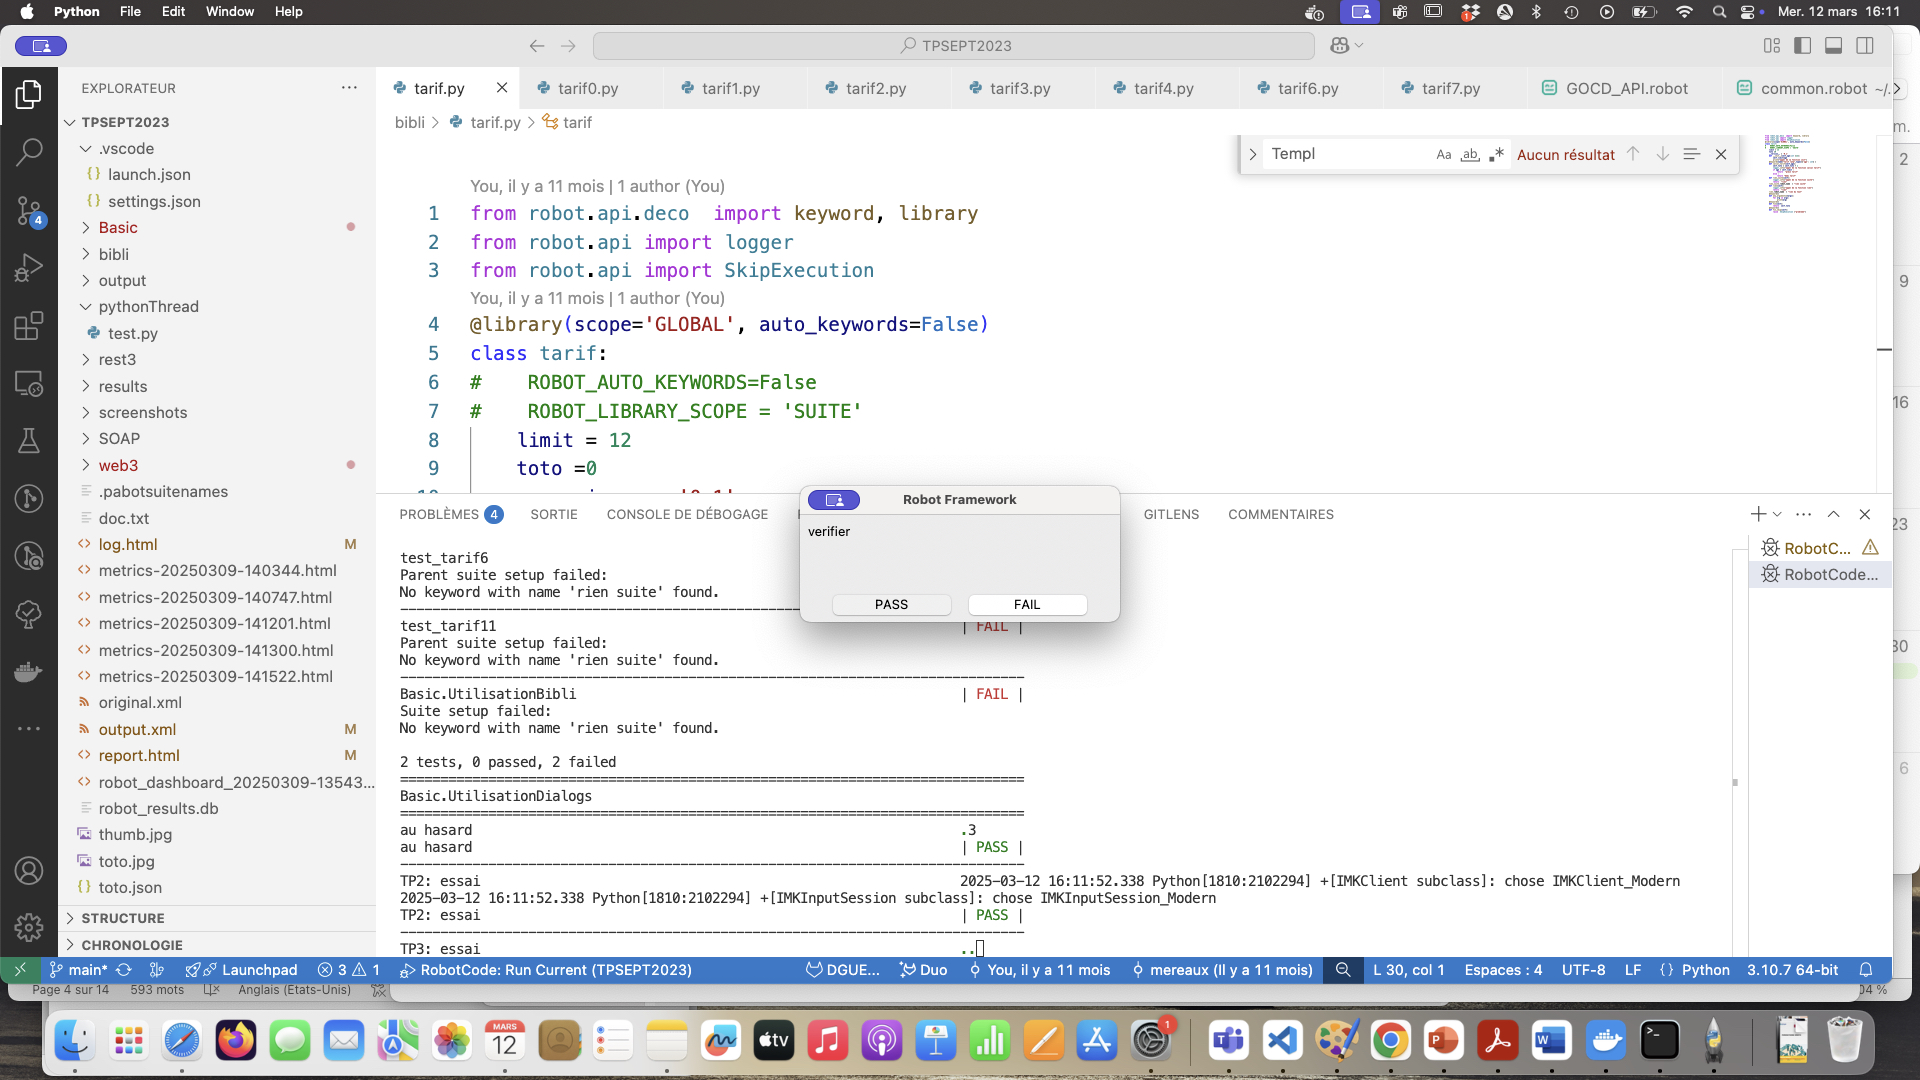 Python File Edit Window Help
Mer. 12 mars 16:11
TPSEPT2023
EXPLORATEUR
tarif.py
tarif0.py
tarif1.py
tarif2.py
tarif3.py
tarif4.py
tarif6.py
tarif7.py
GOCD_API.robot
common.robot ~/.
TPSEPT2023
bibli > tarif.py > tarif
.vscode
launch.json
settings.json
Basic
bibli
output
pythonThread
test.py
rest3
results
screenshots
SOAP
web3
.pabotsuitenames
doc.txt
log.html M
metrics-20250309-140344.html
metrics-20250309-140747.html
metrics-20250309-141201.html
metrics-20250309-141300.html
metrics-20250309-141522.html
original.xml
output.xml M
report.html M
robot_dashboard_20250309-13543...
robot_results.db
thumb.jpg
toto.jpg
toto.json
STRUCTURE
CHRONOLOGIE
4
Templ
Aa ab
Aucun résultat
You, il y a 11 mois | 1 author (You)
1 from robot.api.deco import keyword, library
2 from robot.api import logger
3 from robot.api import SkipExecution
You, il y a 11 mois | 1 author (You)
4 @library(scope='GLOBAL', auto_keywords=False)
5 class tarif:
6 # ROBOT_AUTO_KEYWORDS=False
7 # ROBOT_LIBRARY_SCOPE = 'SUITE'
8 limit = 12
9 toto =0
PROBLÈMES 4
SORTIE
CONSOLE DE DÉBOGAGE
GITLENS
COMMENTAIRES
Robot Framework
verifier
PASS
FAIL
RobotC...
RobotCode...
test_tarif6
Parent suite setup failed:
No keyword with name 'rien suite' found.
test_tarif11 | FAIL |
Parent suite setup failed:
No keyword with name 'rien suite' found.
Basic.UtilisationBibli | FAIL |
Suite setup failed:
No keyword with name 'rien suite' found.
2 tests, 0 passed, 2 failed
Basic.UtilisationDialogs
au hasard .3
au hasard | PASS |
TP2: essai 2025-03-12 16:11:52.338 Python[1810:2102294] +[IMKClient subclass]: chose IMKClient_Modern
2025-03-12 16:11:52.338 Python[1810:2102294] +[IMKInputSession subclass]: chose IMKInputSession_Modern
TP2: essai | PASS |
TP3: essai ..
main* Launchpad 3 1 RobotCode: Run Current (TPSEPT2023) DGUE... Duo You, il y a 11 mois mereaux (Il y a 11 mois) L 30, col 1 Espaces : 4 UTF-8 LF {} Python 3.10.7 64-bit
Page 4 sur 14 593 mots Anglais (États-Unis)
m.
2
9
16
23
30
6
04 %
MARS
12
tv
1